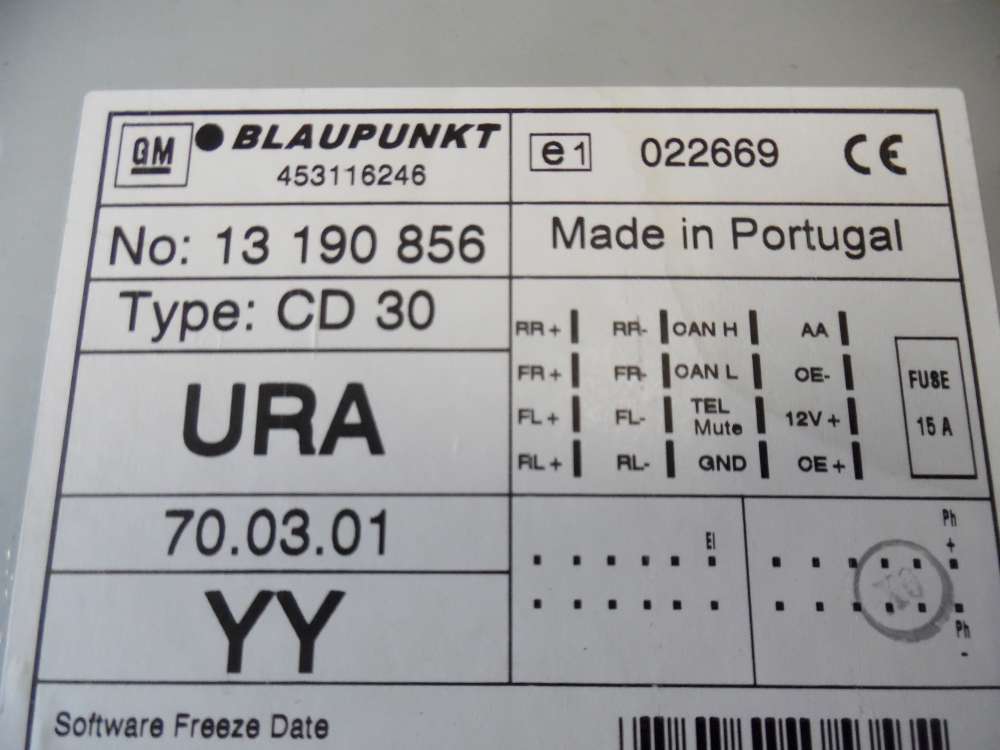 GM BLAUPUNKT
453116246
e1 022669 CE
No: 13 190 856
Made in Portugal
Type: CD 30
URA
70.03.01
YY
RR+ RR- CAN H AA
FR+ FR- CAN L OE-
FL+ FL- TEL Mute 12V+
RL+ RL- GND OE+
FUSE
15 A
EI
Ph
+
Ph
-
Software Freeze Date